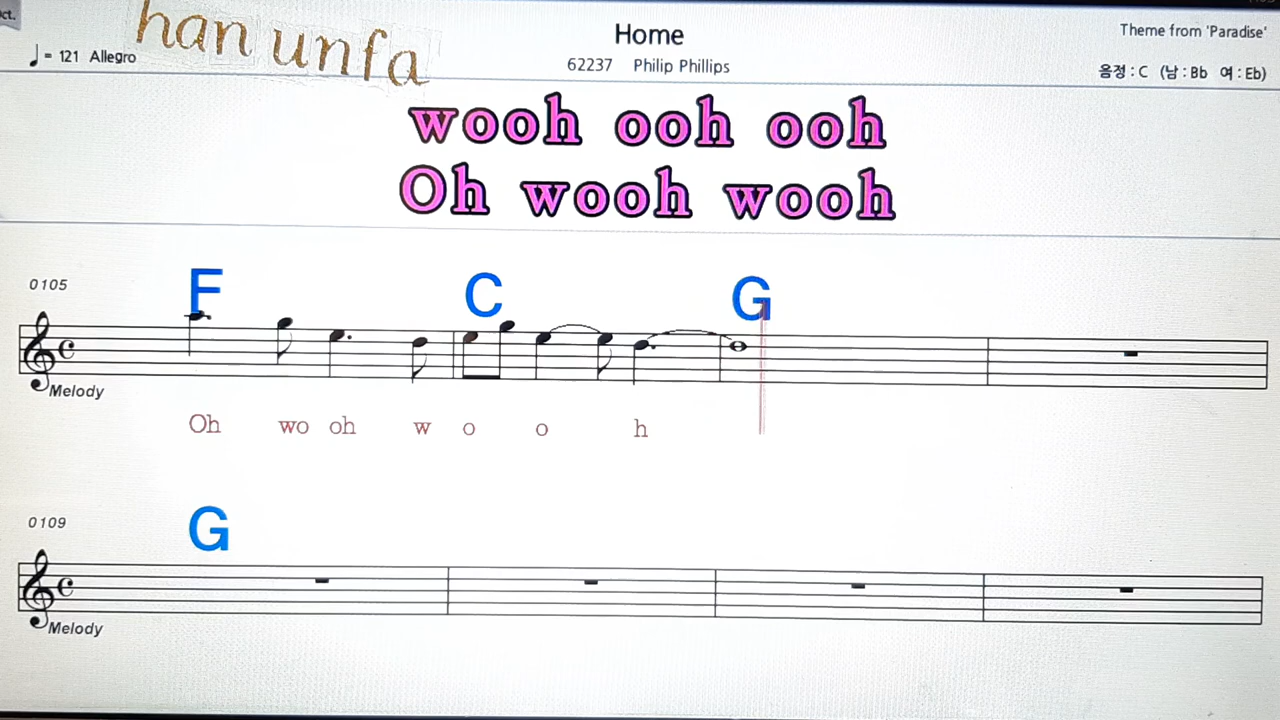 ct.
han unfa
♩ = 121 Allegro
Home
62237 Philip Phillips
Theme from 'Paradise'
음정 : C (남 : Bb 여 : Eb)
wooh ooh ooh
Oh wooh wooh
0105
F C G
Melody
Oh wo oh w o o h
0109
G
Melody